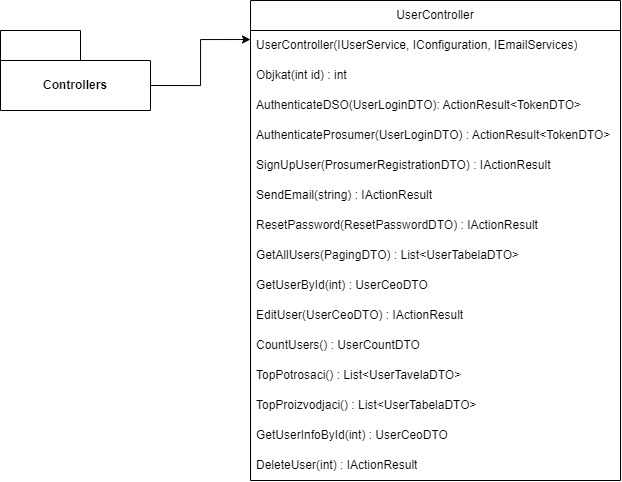 UserController
Controllers
UserController(IUserService, IConfiguration, IEmailServices)
Objkat(int id) : int
AuthenticateDSO(UserLoginDTO): ActionResult<TokenDTO>
AuthenticateProsumer(UserLoginDTO) : ActionResult<TokenDTO>
SignUpUser(ProsumerRegistrationDTO) : IActionResult
SendEmail(string) : IActionResult
ResetPassword(ResetPasswordDTO) : IActionResult
GetAllUsers(PagingDTO) : List<UserTabelaDTO>
GetUserById(int) : UserCeoDTO
EditUser(UserCeoDTO) : IActionResult
CountUsers() : UserCountDTO
TopPotrosaci() : List<UserTavelaDTO>
TopProizvodjaci() : List<UserTabelaDTO>
GetUserInfoById(int) : UserCeoDTO
DeleteUser(int) : IActionResult